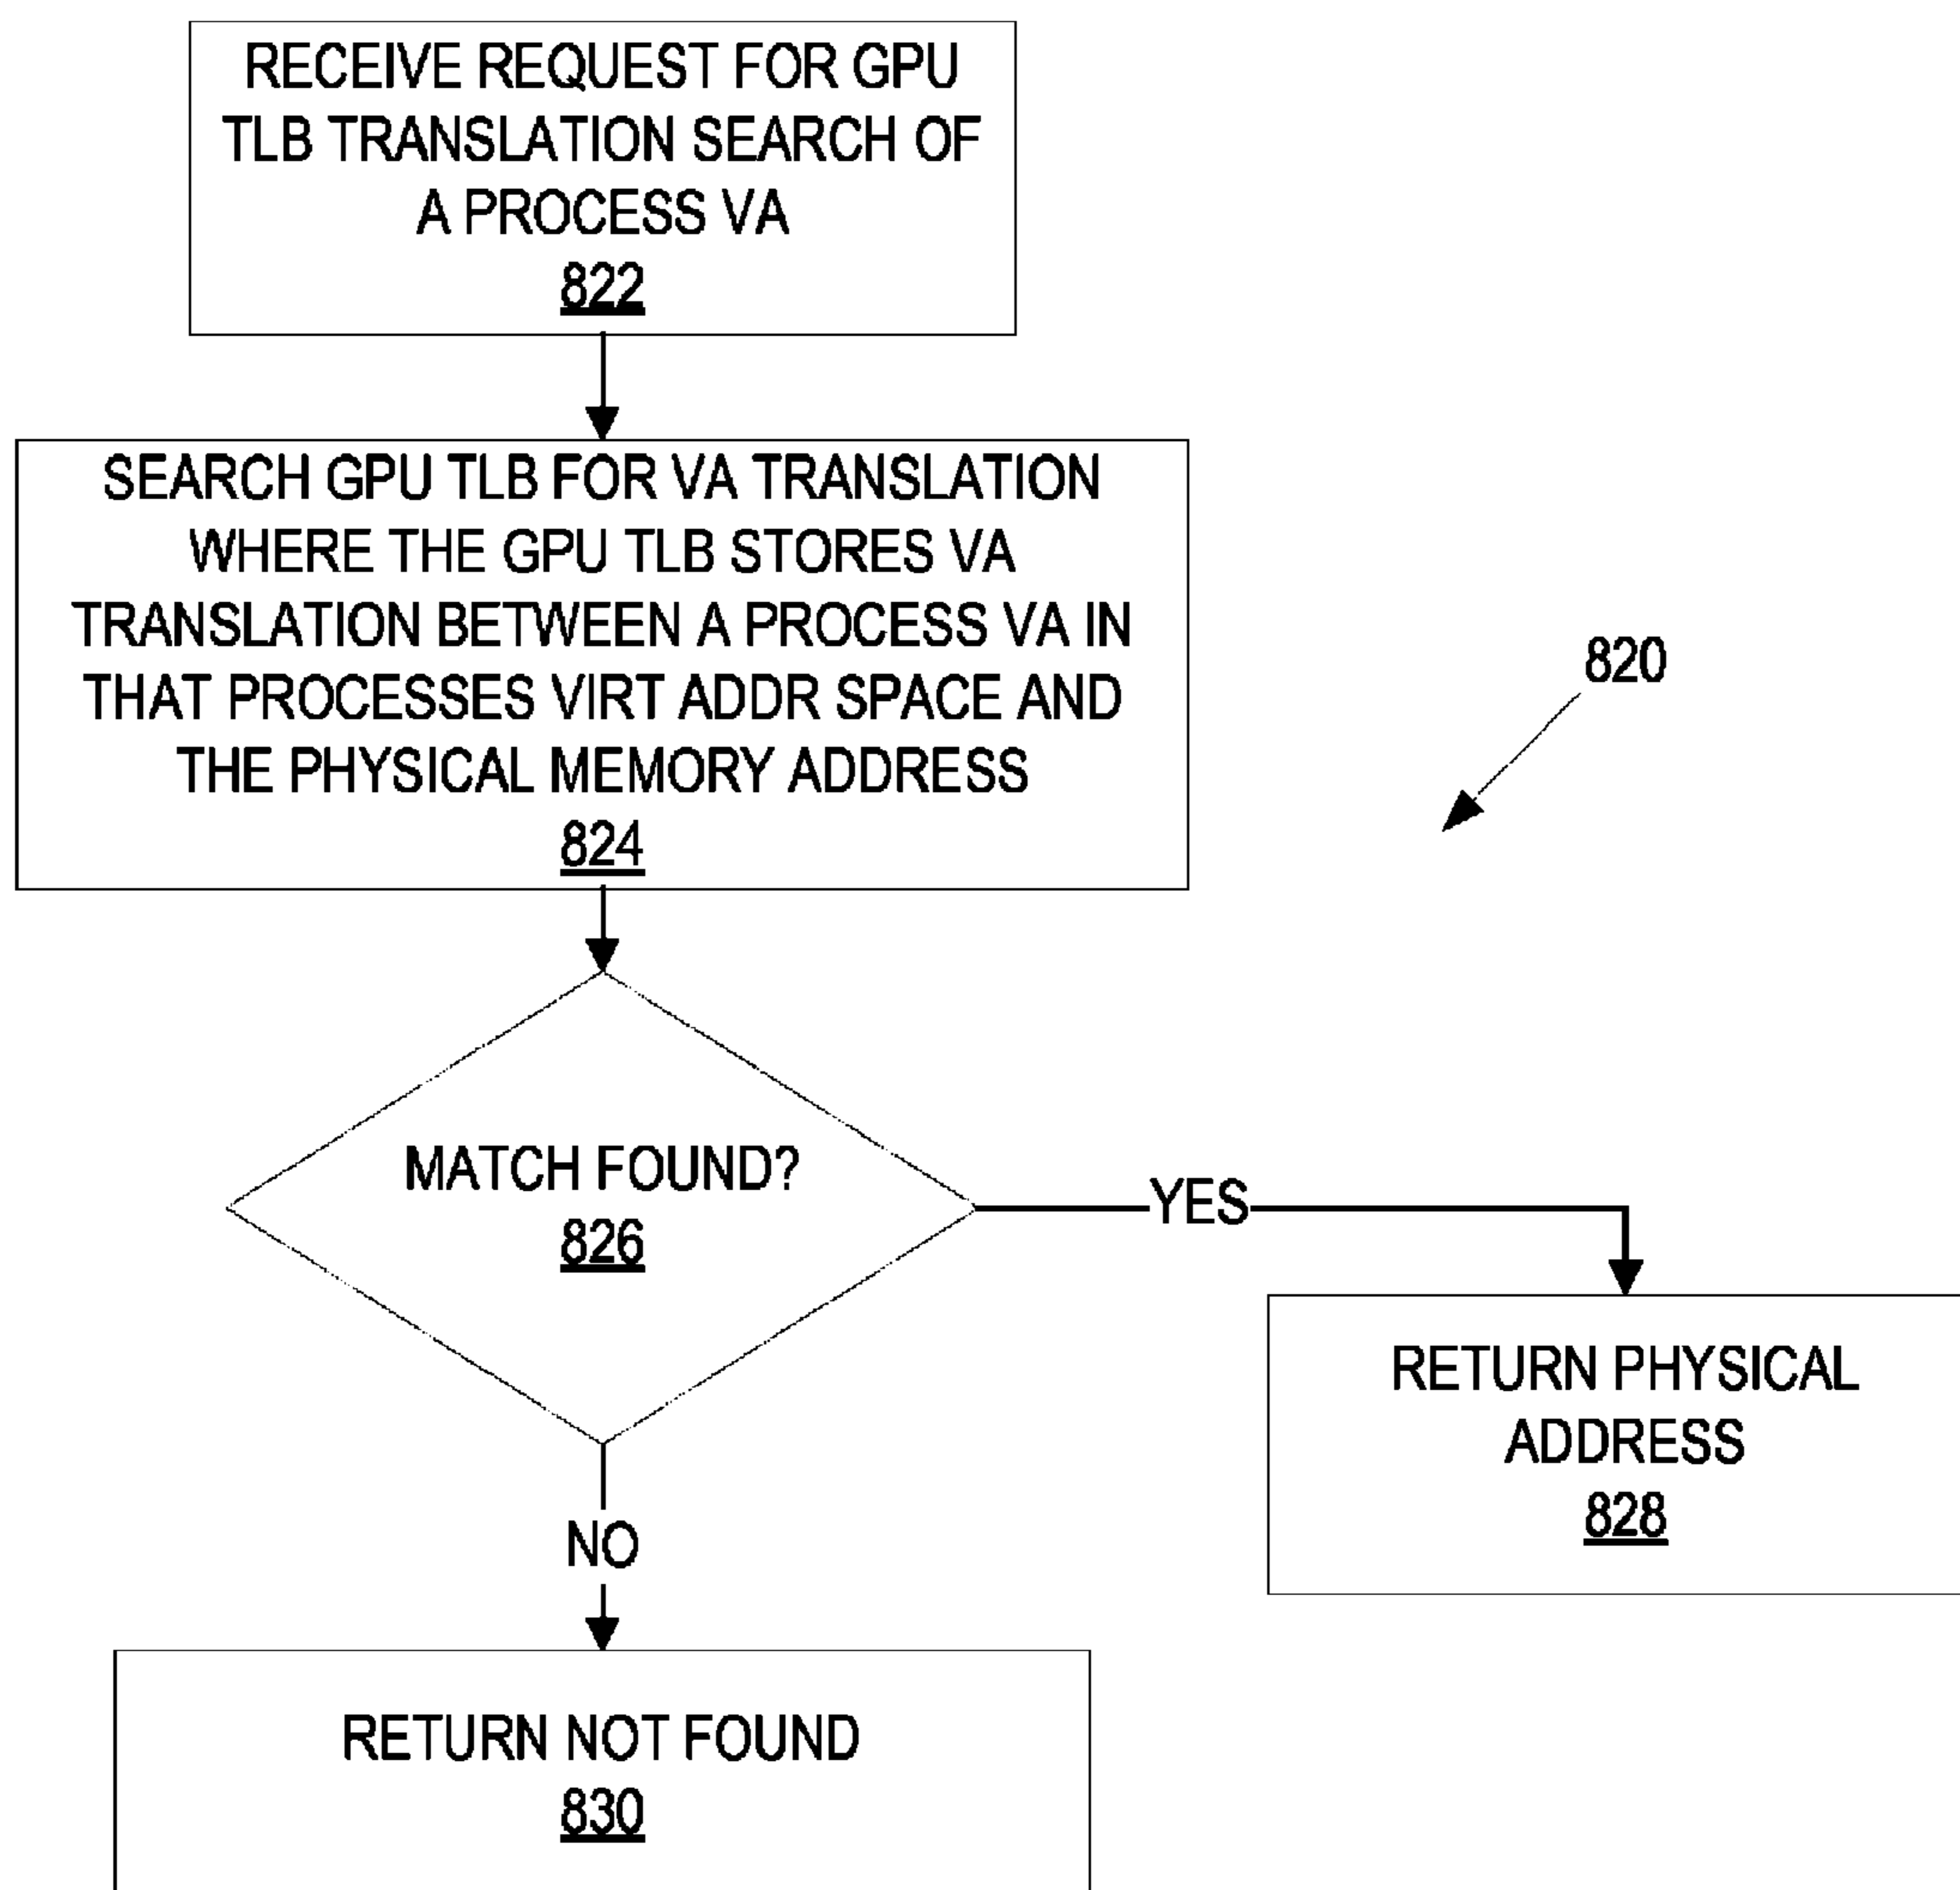 RECEIVE REQUEST FOR GPU
TLB TRANSLATION SEARCH OF
A PROCESS VA
822
SEARCH GPU TLB FOR VA TRANSLATION
WHERE THE GPU TLB STORES VA
TRANSLATION BETWEEN A PROCESS VA IN
THAT PROCESSES VIRT ADDR SPACE AND
THE PHYSICAL MEMORY ADDRESS
824
820
MATCH FOUND?
826
YES
RETURN PHYSICAL
ADDRESS
828
NO
RETURN NOT FOUND
830